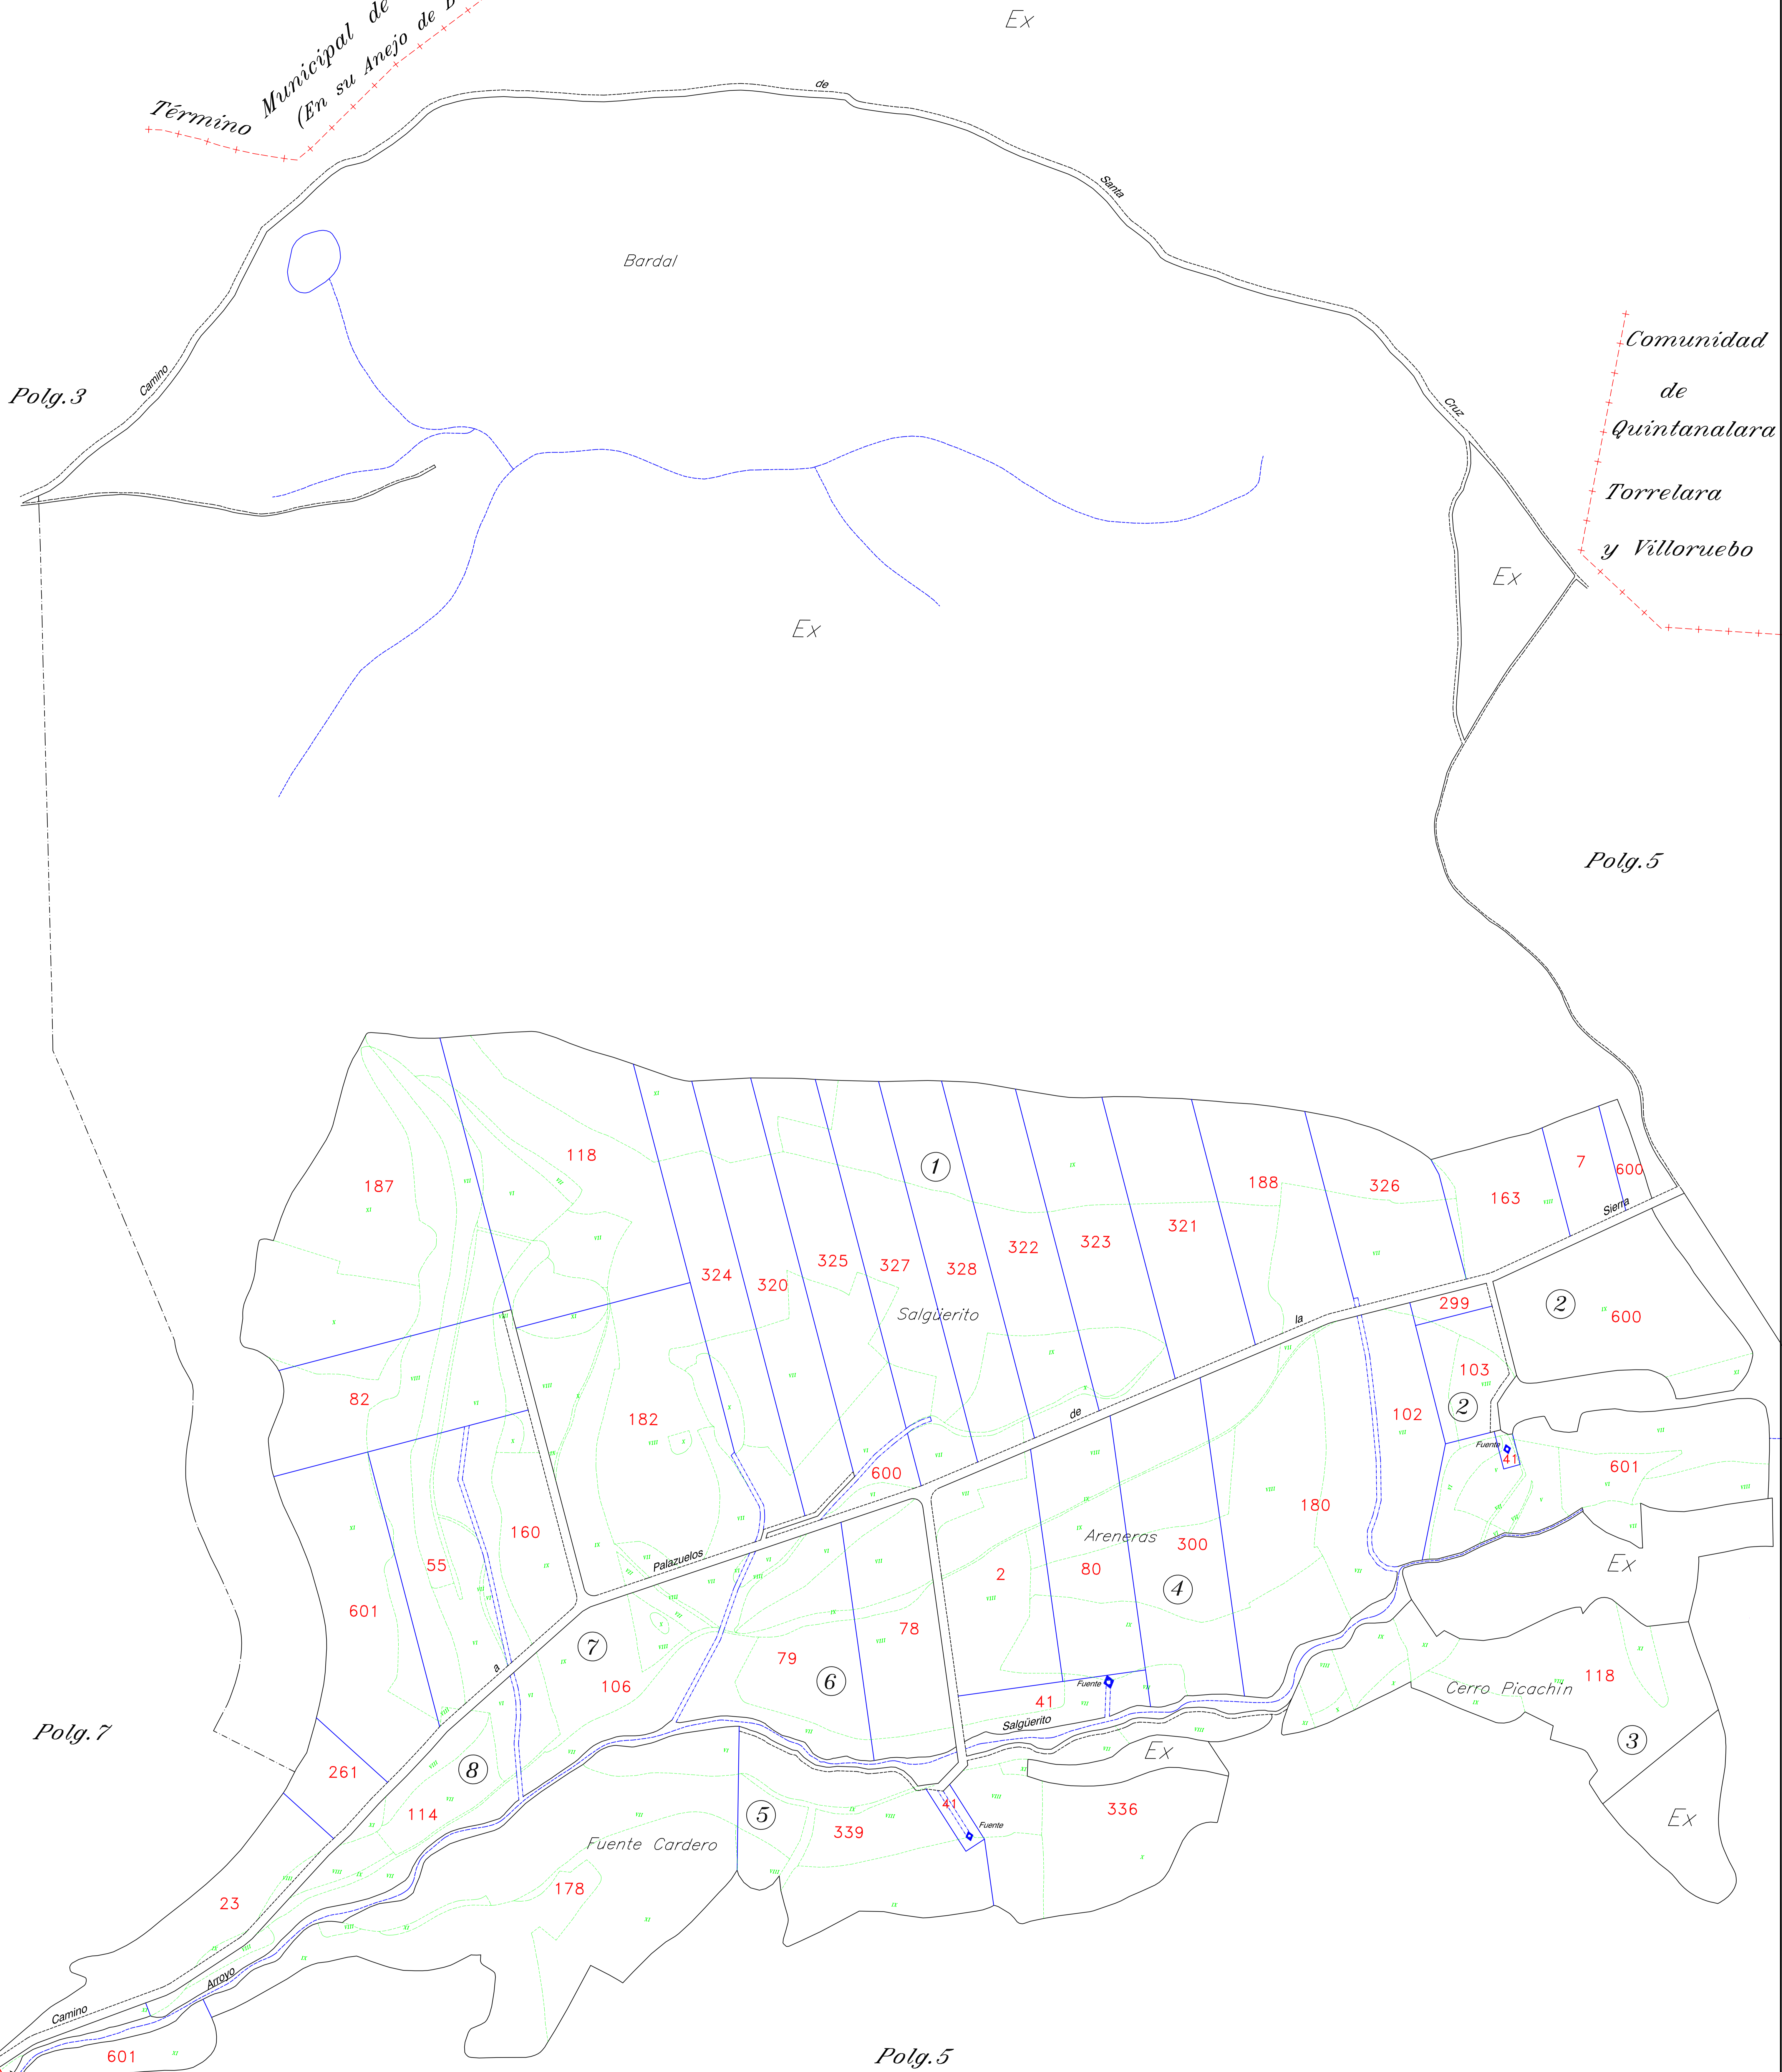 Ex
Término Municipal de
(En su Anejo de
de
Santa
Bardal
Comunidad
de
Quintanalara
Torrelara
y Villoruebo
Camino
Polg.3
Cruz
Ex
Ex
Polg.5
118
1
187
7
600
188
326
163
Sierra
321
322
323
325
327
328
324
320
Salgüerito
la
299
2
600
82
182
de
103
102
2
Fuente
41
600
601
160
Palazuelos
Areneras
180
55
2
80
300
4
Ex
601
78
7
79
6
a
106
118
Cerro Picachín
Fuente
41
Salgüerito
Polg.7
3
Ex
261
8
114
5
41
339
Fuente
336
Ex
Fuente Cardero
178
23
Arroyo
Camino
601
Polg.5